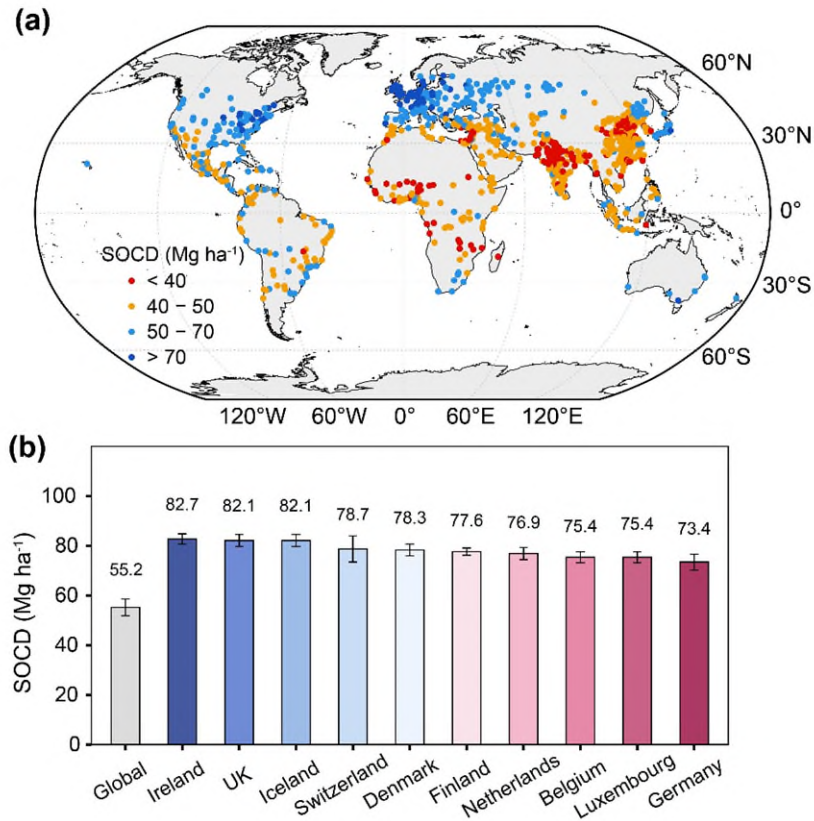 (a)
60°N
30°N
0°
30°S
60°S
SOCD (Mg ha⁻¹)
< 40
40 – 50
50 – 70
> 70
120°W 60°W 0° 60°E 120°E
(b)
SOCD (Mg ha⁻¹)
100
80
60
40
20
0
55.2 82.7 82.1 82.1 78.7 78.3 77.6 76.9 75.4 75.4 73.4
Global Ireland UK Iceland Switzerland Denmark Finland Netherlands Belgium Luxembourg Germany